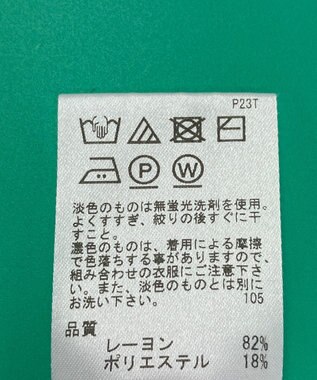 P23T
P
W
淡色のものは無蛍光洗剤を使用。
よくすすぎ、絞りの後すぐに干
すこと。
濃色のものは、着用による摩擦
で色落ちする事がありますので、
組み合わせの衣服にご注意下さ
い。また、淡色のものとは別に
お洗い下さい。 105
品質
レーヨン 82%
ポリエステル 18%